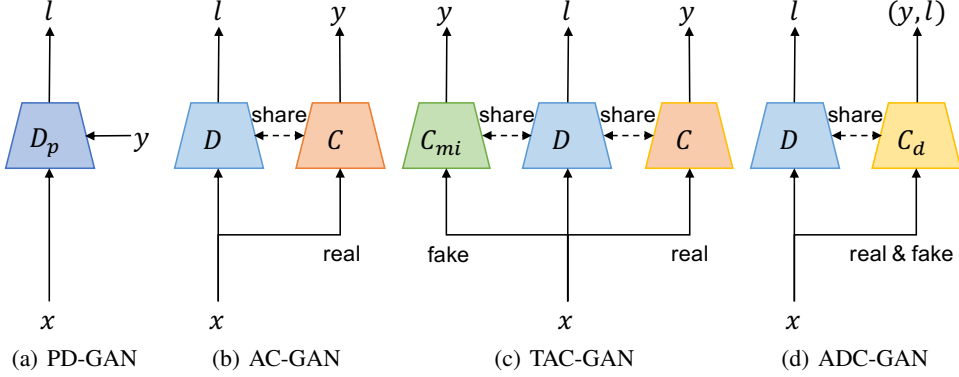 l l y y l y l (y, l)
share share share share
D_p y D C C_mi D C D C_d
real fake real real & fake
x x x x
(a) PD-GAN (b) AC-GAN (c) TAC-GAN (d) ADC-GAN